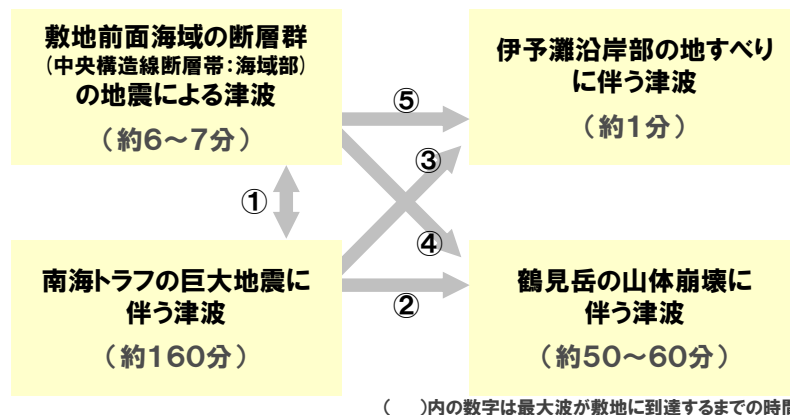 敷地前面海域の断層群
(中央構造線断層帯:海域部)
の地震による津波
(約6~7分)
伊予灘沿岸部の地すべり
に伴う津波
(約1分)
⑤
③
①
④
②
南海トラフの巨大地震に
伴う津波
(約160分)
鶴見岳の山体崩壊に
伴う津波
(約50~60分)
(　)内の数字は最大波が敷地に到達するまでの時間